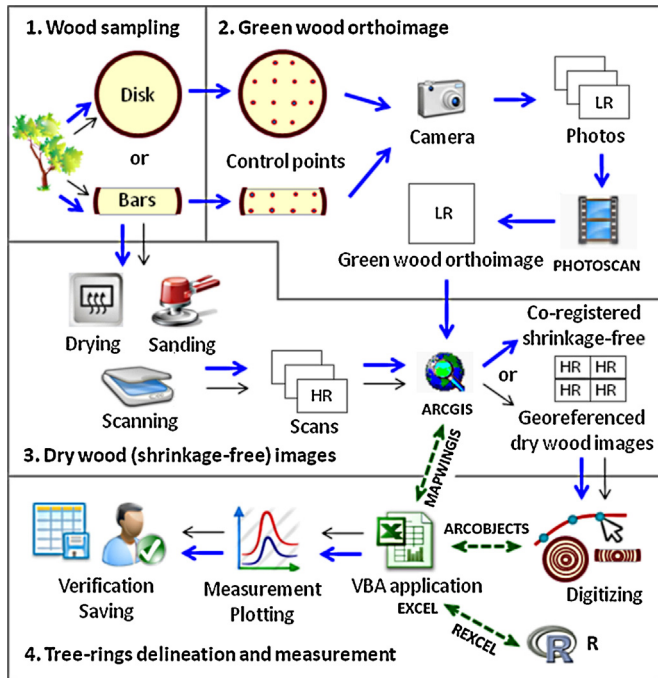 1. Wood sampling
2. Green wood orthoimage
Disk
or
Bars
Control points
Camera
LR
Photos
LR
Green wood orthoimage
PHOTOSCAN
Drying
Sanding
Scanning
HR
Scans
ARCGIS
Co-registered
shrinkage-free
or
HR HR
HR HR
Georeferenced
dry wood images
3. Dry wood (shrinkage-free) images
MAPWINGIS
Verification
Saving
Measurement
Plotting
VBA application
EXCEL
ARCOBJECTS
Digitizing
REXCEL
R
R
4. Tree-rings delineation and measurement